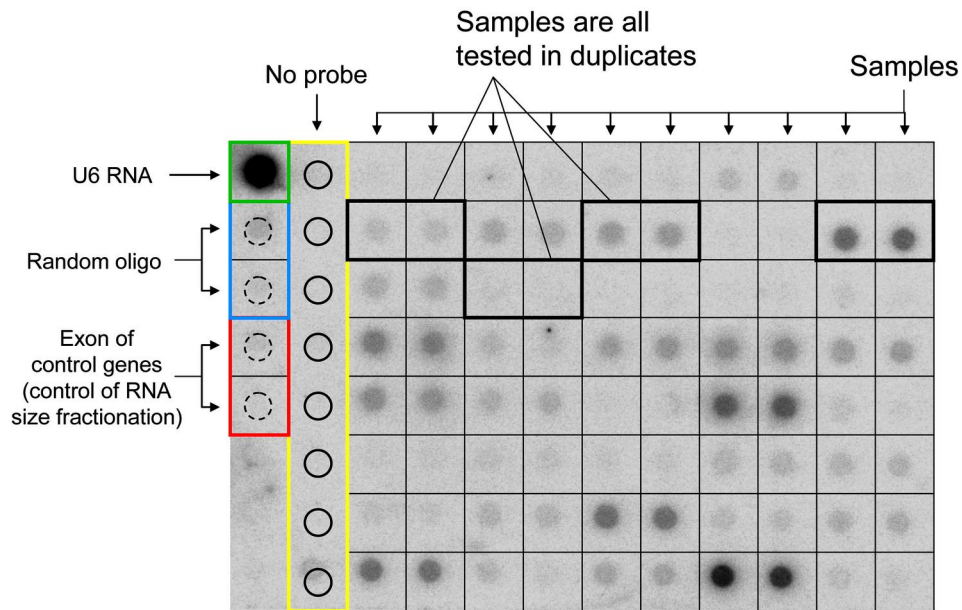 Samples are all
tested in duplicates
Samples
No probe
U6 RNA
Random oligo
Exon of
control genes
(control of RNA
size fractionation)